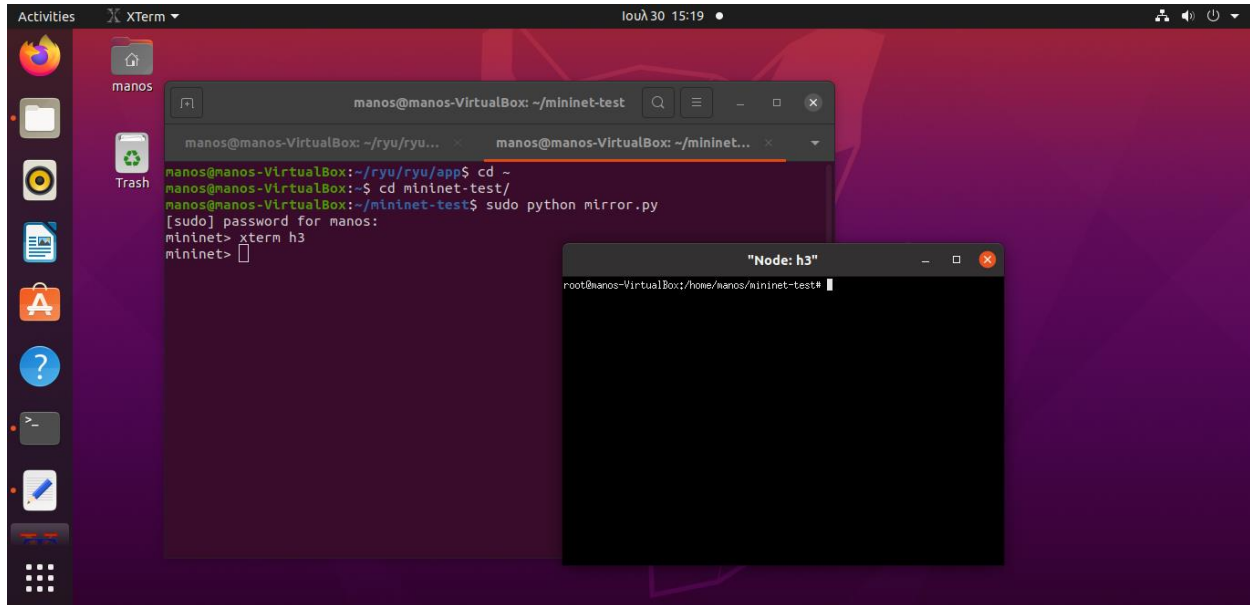 Activities
XTerm
Ιουλ 30 15:19
manos
Trash
manos@manos-VirtualBox: ~/mininet-test
manos@manos-VirtualBox: ~/ryu/ryu...
manos@manos-VirtualBox: ~/mininet...
manos@manos-VirtualBox:~/ryu/ryu/app$ cd ~
manos@manos-VirtualBox:~$ cd mininet-test/
manos@manos-VirtualBox:~/mininet-test$ sudo python mirror.py
[sudo] password for manos:
mininet> xterm h3
mininet>
"Node: h3"
root@manos-VirtualBox:/home/manos/mininet-test#